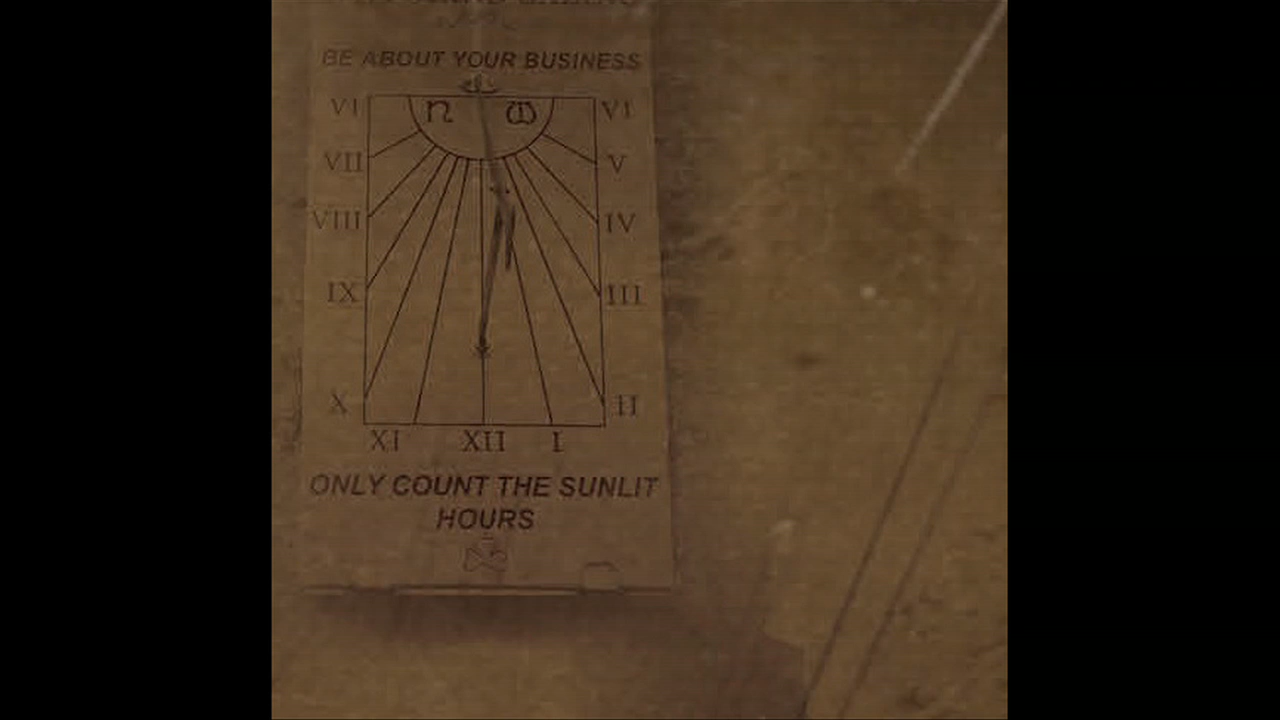 BE ABOUT YOUR BUSINESS
VI VI
VII V
VIII IV
IX III
X II
XI XII I
ONLY COUNT THE SUNLIT
HOURS